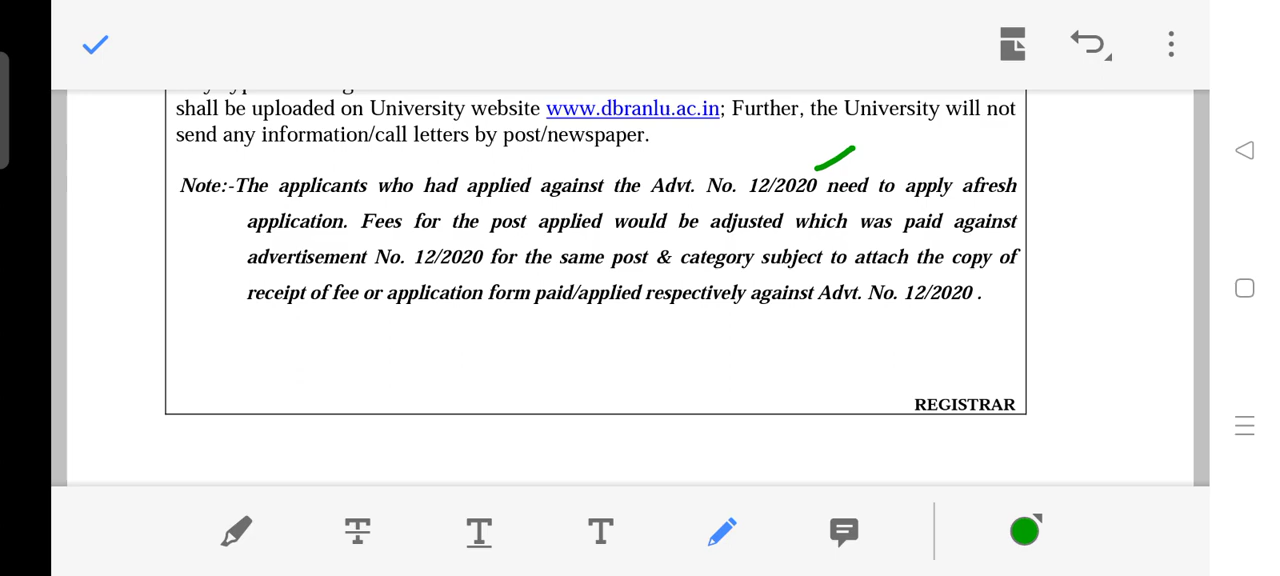 shall be uploaded on University website www.dbranlu.ac.in; Further, the University will not
send any information/call letters by post/newspaper.
Note:-The applicants who had applied against the Advt. No. 12/2020 need to apply afresh
application. Fees for the post applied would be adjusted which was paid against
advertisement No. 12/2020 for the same post & category subject to attach the copy of
receipt of fee or application form paid/applied respectively against Advt. No. 12/2020 .
REGISTRAR